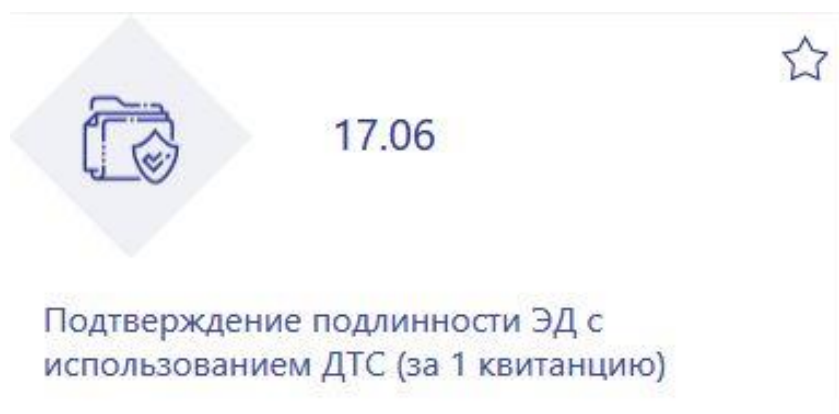 17.06
Подтверждение подлинности ЭД с
использованием ДТС (за 1 квитанцию)